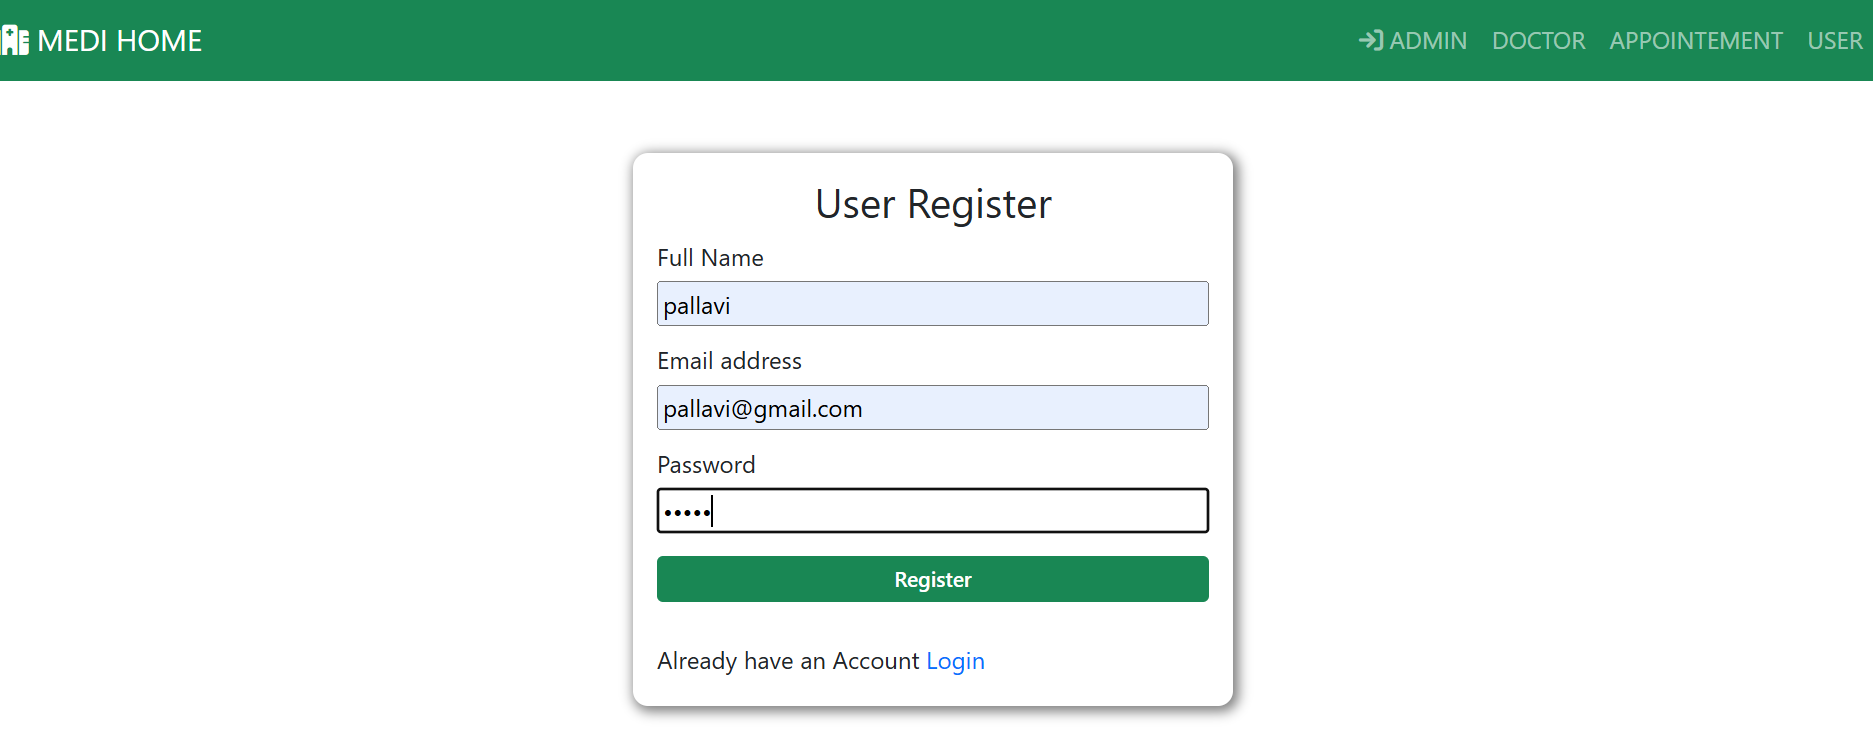 MEDI HOME
ADMIN DOCTOR APPOINTEMENT USER
User Register
Full Name
pallavi
Email address
pallavi@gmail.com
Password
•••••
Register
Already have an Account Login